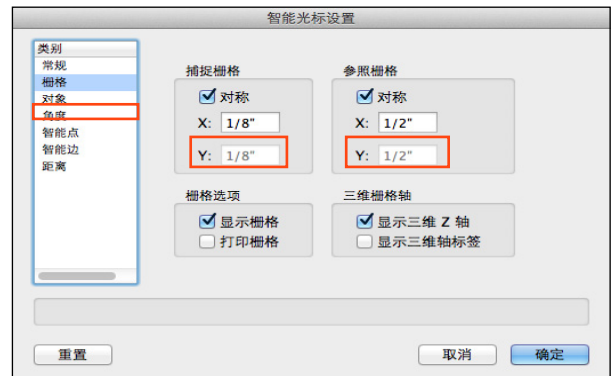 智能光标设置
类别
常规
栅格
对象
角度
智能点
智能边
距离
捕捉栅格
对称
X: 1/8"
Y: 1/8"
参照栅格
对称
X: 1/2"
Y: 1/2"
栅格选项
显示栅格
打印栅格
三维栅格轴
显示三维 Z 轴
显示三维轴标签
重置
取消
确定